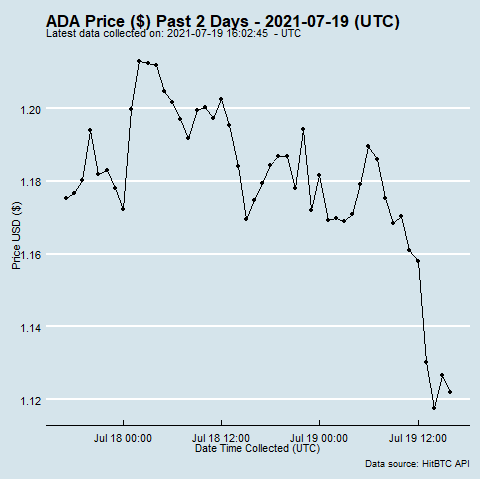 ADA Price ($) Past 2 Days - 2021-07-19 (UTC)
Latest data collected on: 2021-07-19 16:02:45  - UTC
1.20
1.18
1.16
1.14
1.12
Price USD ($)
Jul 18 00:00
Jul 18 12:00
Jul 19 00:00
Jul 19 12:00
Date Time Collected (UTC)
Data source: HitBTC API